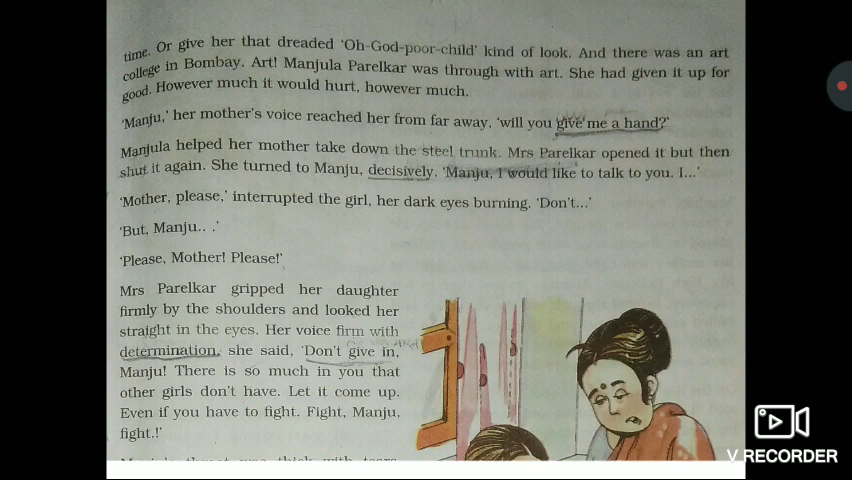 time. Or give her that dreaded 'Oh-God-poor-child' kind of look. And there was an art
college in Bombay. Art! Manjula Parelkar was through with art. She had given it up for
good. However much it would hurt, however much.
'Manju,' her mother's voice reached her from far away, 'will you give me a hand?'
Manjula helped her mother take down the steel trunk. Mrs Parelkar opened it but then
shut it again. She turned to Manju, decisively. 'Manju, I would like to talk to you. I...'
'Mother, please,' interrupted the girl, her dark eyes burning. 'Don't...'
'But, Manju.. .'
'Please, Mother! Please!'
Mrs Parelkar gripped her daughter
firmly by the shoulders and looked her
straight in the eyes. Her voice firm with
determination, she said, 'Don't give in,
Manju! There is so much in you that
other girls don't have. Let it come up.
Even if you have to fight. Fight, Manju,
fight.!'
throat was thick with tears
V RECORDER